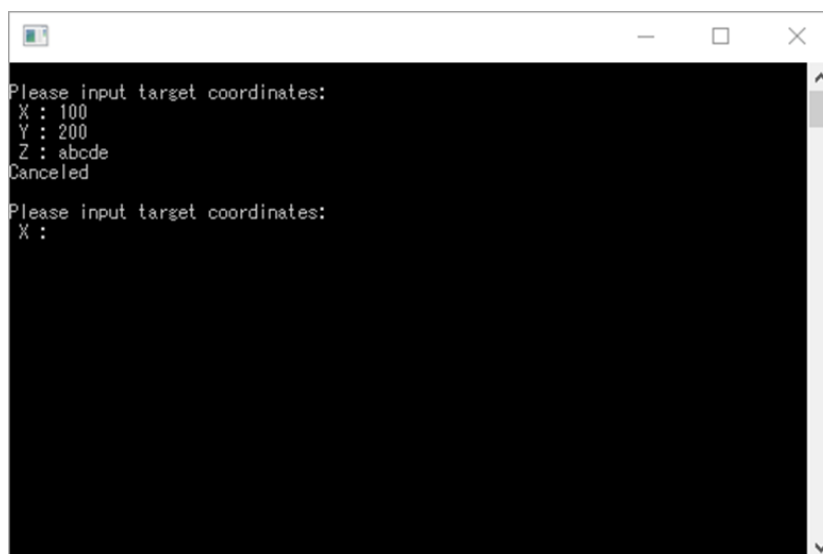 Please input target coordinates:
X : 100
Y : 200
Z : abcde
Canceled
Please input target coordinates:
X :